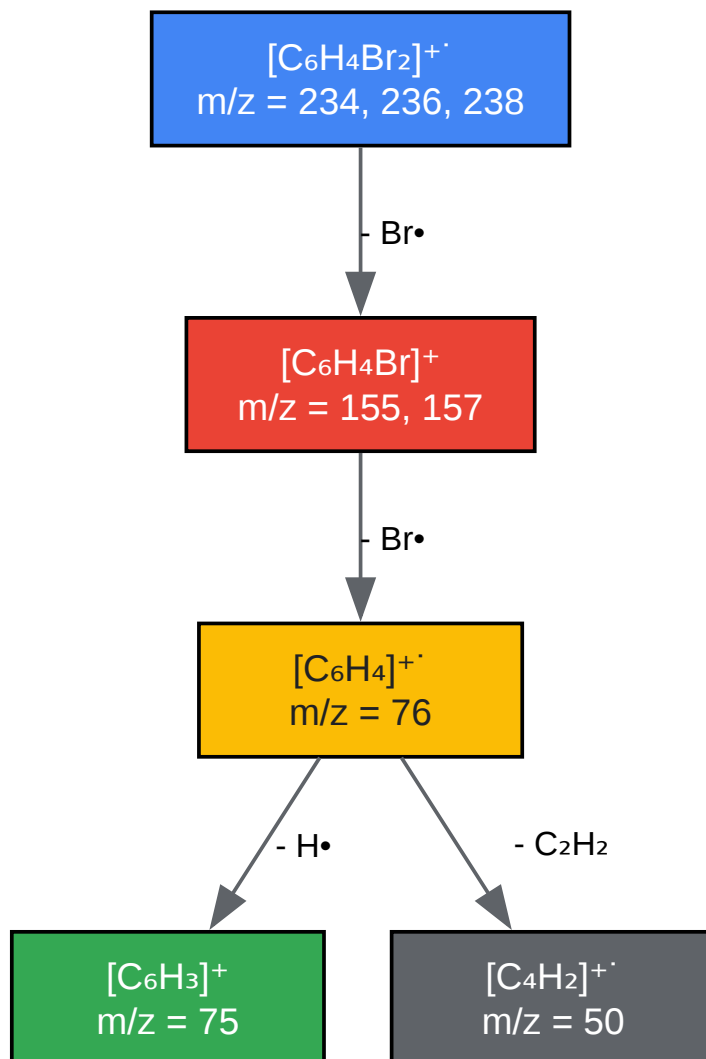 [C₆H₄Br₂]⁺˙
m/z = 234, 236, 238
- Br•
[C₆H₄Br]⁺
m/z = 155, 157
- Br•
[C₆H₄]⁺˙
m/z = 76
- H•
- C₂H₂
[C₆H₃]⁺
m/z = 75
[C₄H₂]⁺˙
m/z = 50